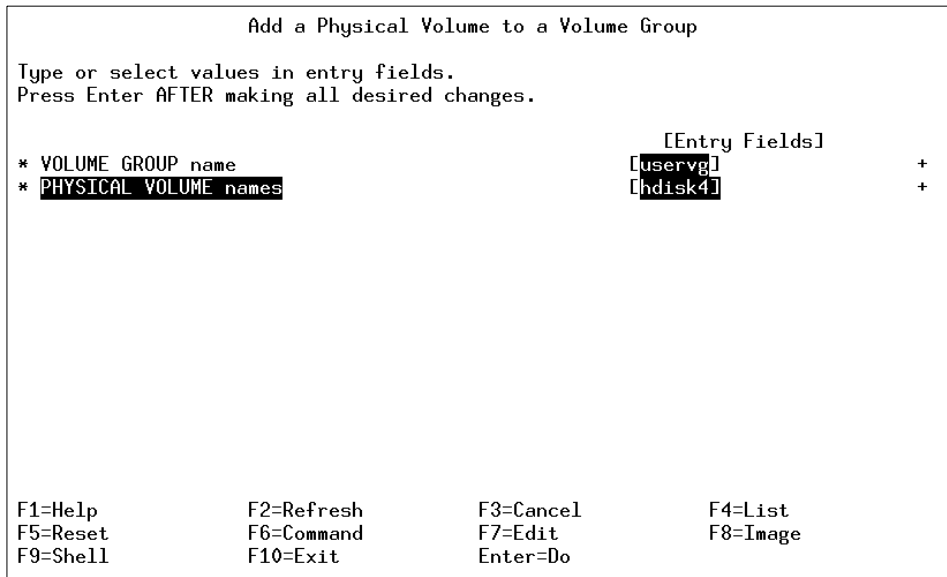 Add a Physical Volume to a Volume Group
Type or select values in entry fields.
Press Enter AFTER making all desired changes.
[Entry Fields]
* VOLUME GROUP name [uservg] +
* PHYSICAL VOLUME names [hdisk4] +
F1=Help F2=Refresh F3=Cancel F4=List
F5=Reset F6=Command F7=Edit F8=Image
F9=Shell F10=Exit Enter=Do